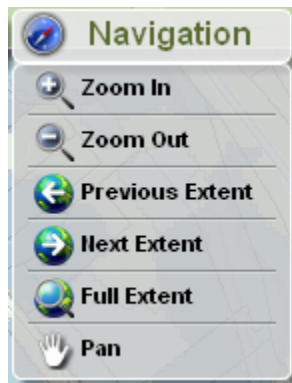 Navigation
Zoom In
Zoom Out
Previous Extent
Next Extent
Full Extent
Pan